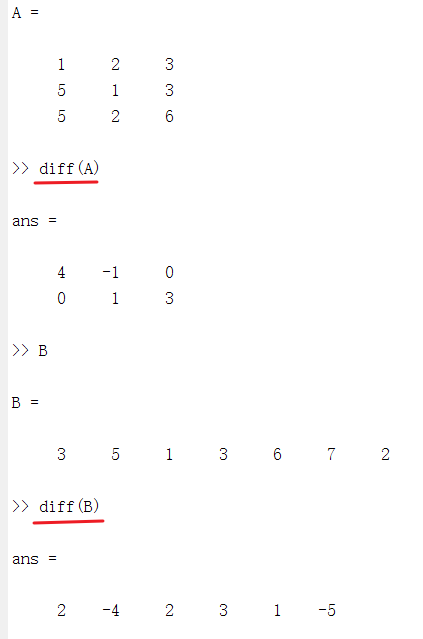 A =
1 2 3
5 1 3
5 2 6
>> diff(A)
ans =
4 -1 0
0 1 3
>> B
B =
3 5 1 3 6 7 2
>> diff(B)
ans =
2 -4 2 3 1 -5